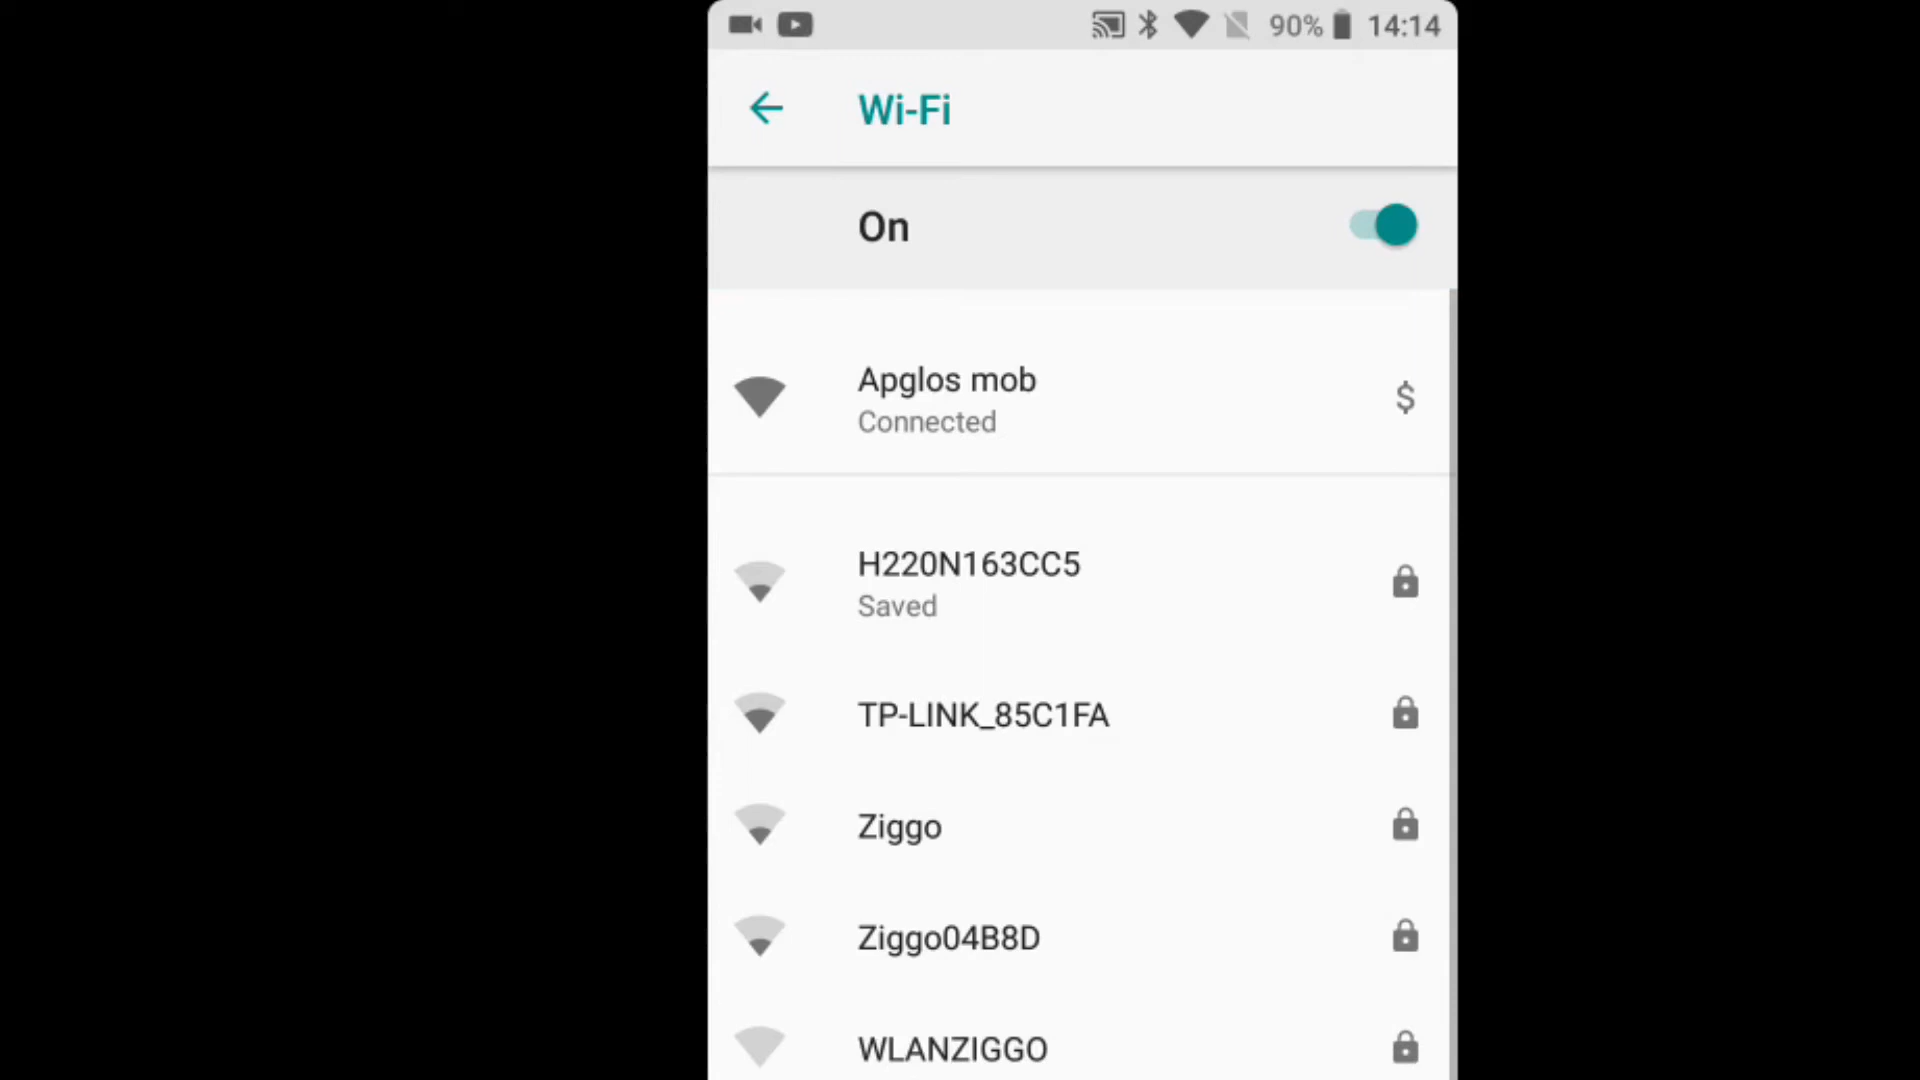 90% 14:14
Wi-Fi
On
Apglos mob
$
Connected
H220N163CC5
Saved
TP-LINK_85C1FA
Ziggo
Ziggo04B8D
WLANZIGGO